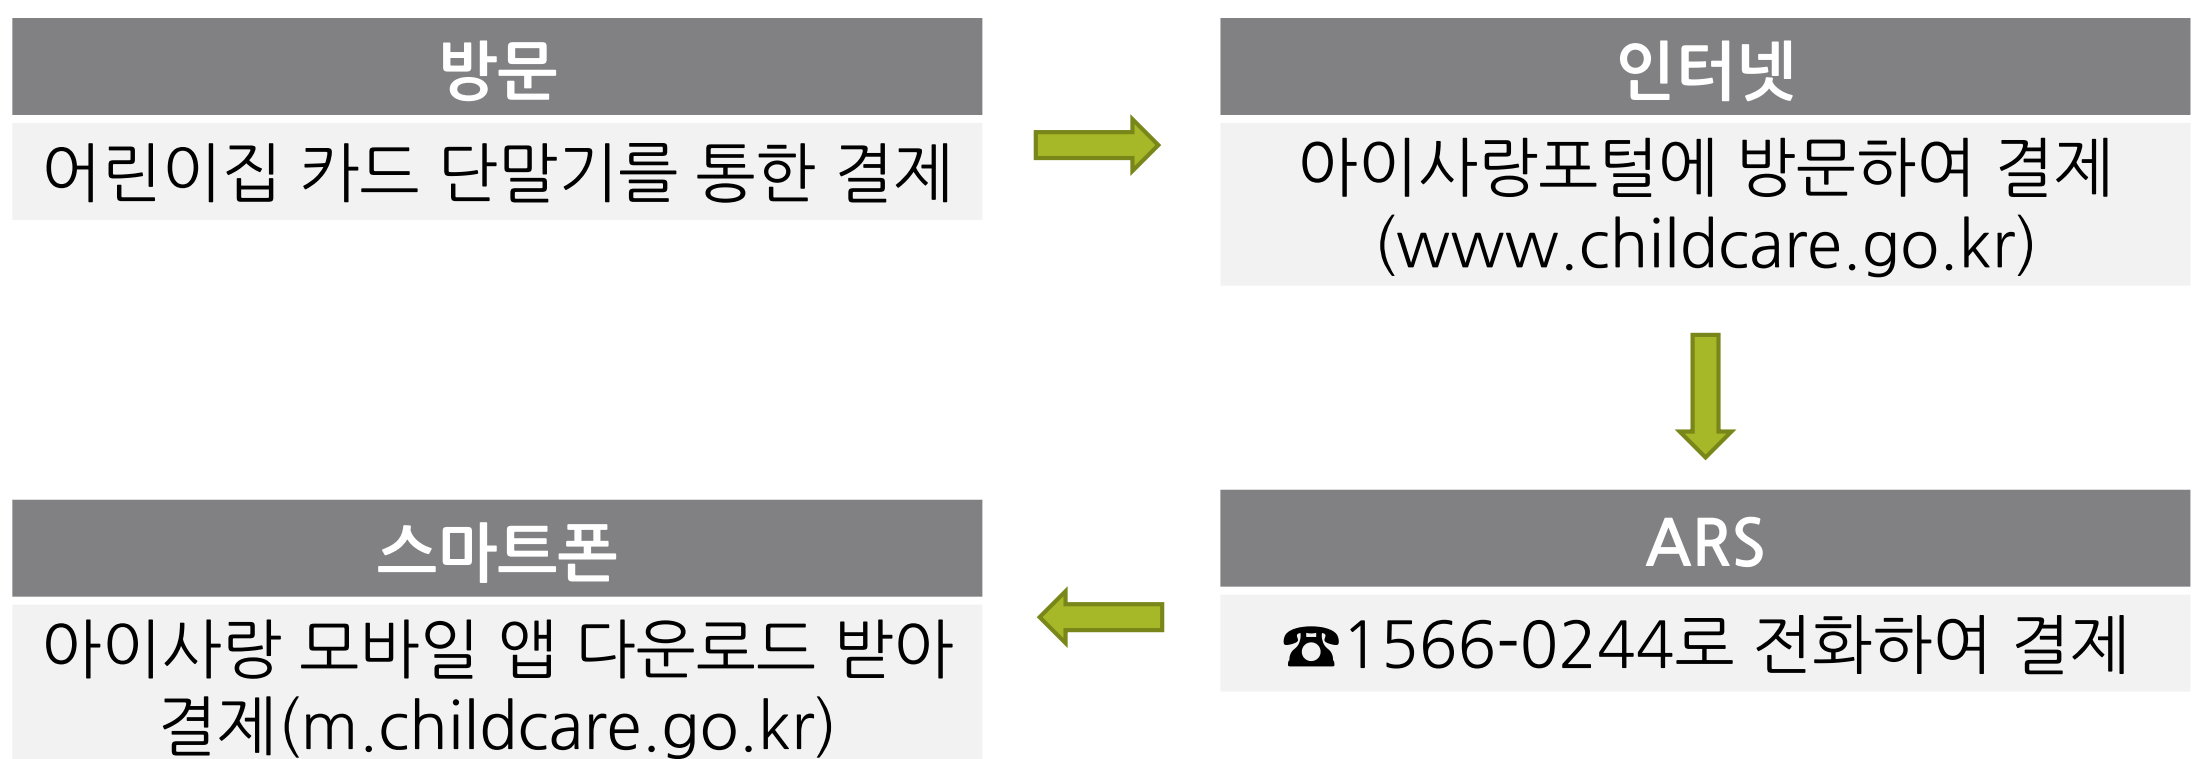 방문
어린이집 카드 단말기를 통한 결제
인터넷
아이사랑포털에 방문하여 결제
(www.childcare.go.kr)
ARS
☎1566-0244로 전화하여 결제
스마트폰
아이사랑 모바일 앱 다운로드 받아
결제(m.childcare.go.kr)